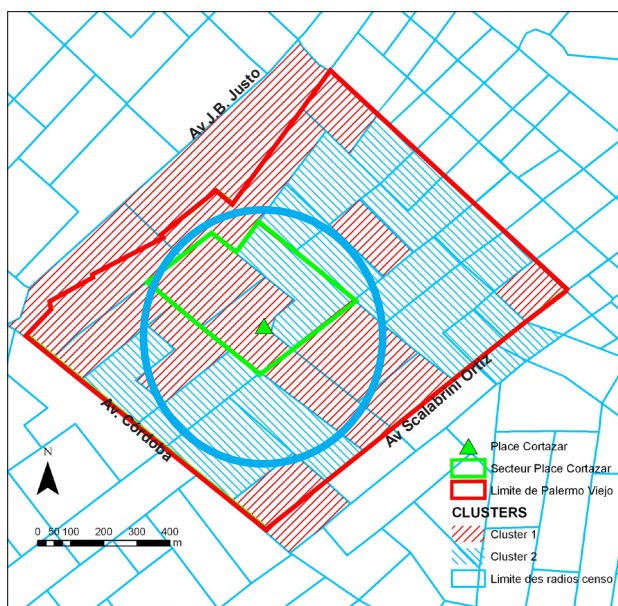 Av J.B. Justo
Av. Cordoba
Av Scalabrini Ortiz
N
0 50 100 200 300 400
m
Place Cortazar
Secteur Place Cortazar
Limite de Palermo Viejo
CLUSTERS
Cluster 1
Cluster 2
Limite des radios censo